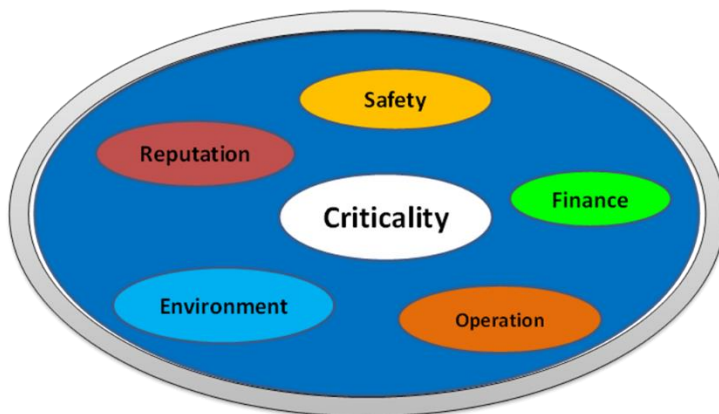 Safety
Reputation
Finance
Criticality
Environment
Operation